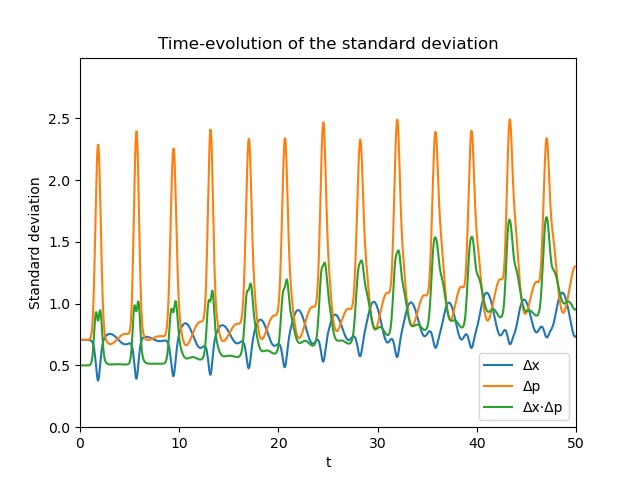 Time-evolution of the standard deviation
Standard deviation
2.5
2.0
1.5
1.0
0.5
0.0
0 10 20 30 40 50
t
Δx
Δp
Δx·Δp